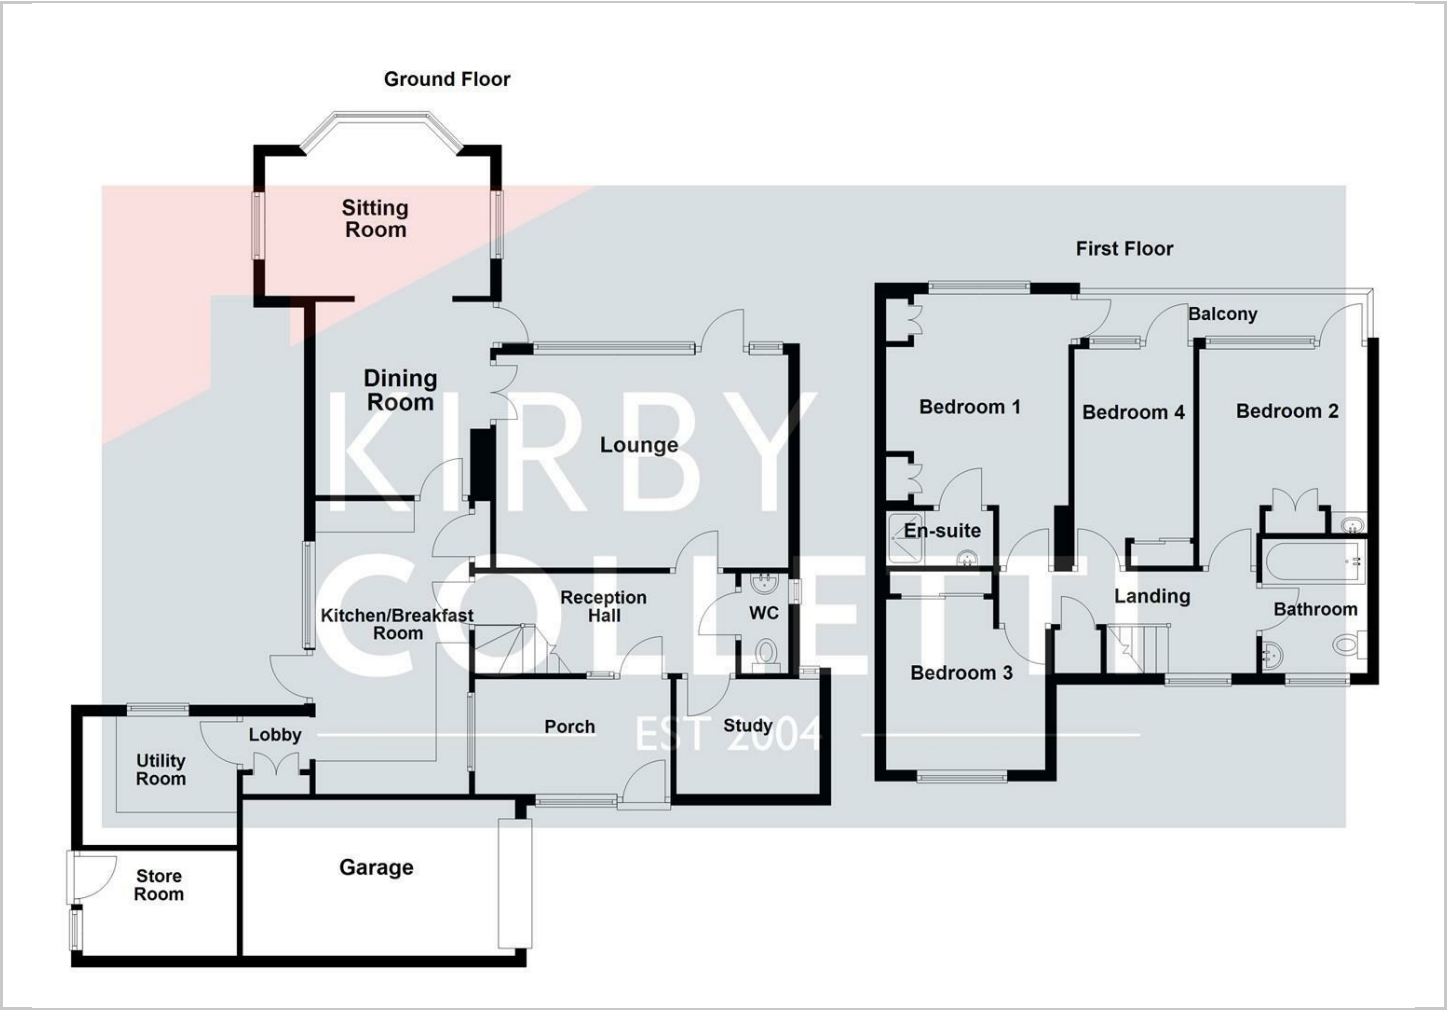 Ground Floor
Sitting
Room
First Floor
Balcony
Dining
Room
Bedroom 1
Bedroom 4
Bedroom 2
Lounge
KIRBY
COLLETTI
EST 2004
En-suite
Kitchen/Breakfast
Room
Reception
Hall
WC
Landing
Bathroom
Bedroom 3
Porch
Study
Lobby
Utility
Room
Garage
Store
Room